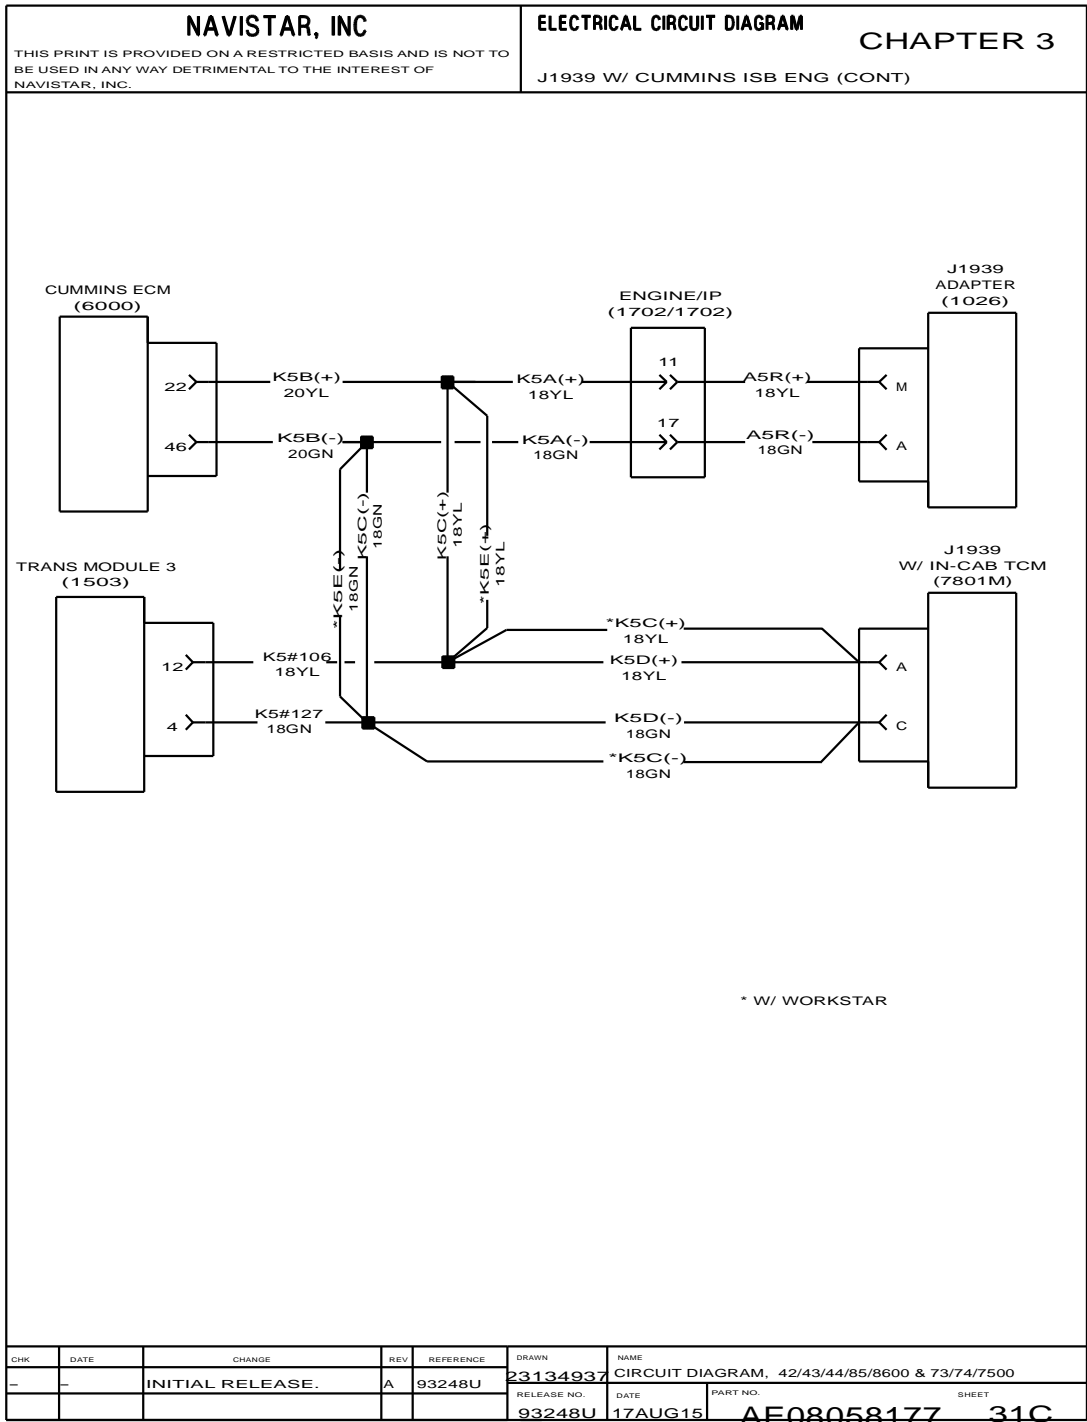 NAVISTAR, INC
THIS PRINT IS PROVIDED ON A RESTRICTED BASIS AND IS NOT TO
BE USED IN ANY WAY DETRIMENTAL TO THE INTEREST OF
NAVISTAR, INC.
ELECTRICAL CIRCUIT DIAGRAM
CHAPTER 3
J1939 W/ CUMMINS ISB ENG (CONT)
CUMMINS ECM
(6000)
22
46
K5B(+)
20YL
K5B(-)
20GN
K5A(+)
18YL
K5A(-)
18GN
ENGINE/IP
(1702/1702)
11
17
A5R(+)
18YL
A5R(-)
18GN
J1939
ADAPTER
(1026)
M
A
*K5E(-)
18GN
K5C(-)
18GN
K5C(+)
18YL
*K5E(+)
18YL
TRANS MODULE 3
(1503)
12
4
K5#106
18YL
K5#127
18GN
*K5C(+)
18YL
K5D(+)
18YL
K5D(-)
18GN
*K5C(-)
18GN
J1939
W/ IN-CAB TCM
(7801M)
A
C
* W/ WORKSTAR
CHK
DATE
CHANGE
REV
REFERENCE
DRAWN
NAME
–
–
INITIAL RELEASE.
A
93248U
23134937
CIRCUIT DIAGRAM, 42/43/44/85/8600 & 73/74/7500
RELEASE NO.
DATE
PART NO.
SHEET
93248U
17AUG15
AE08058177
31C